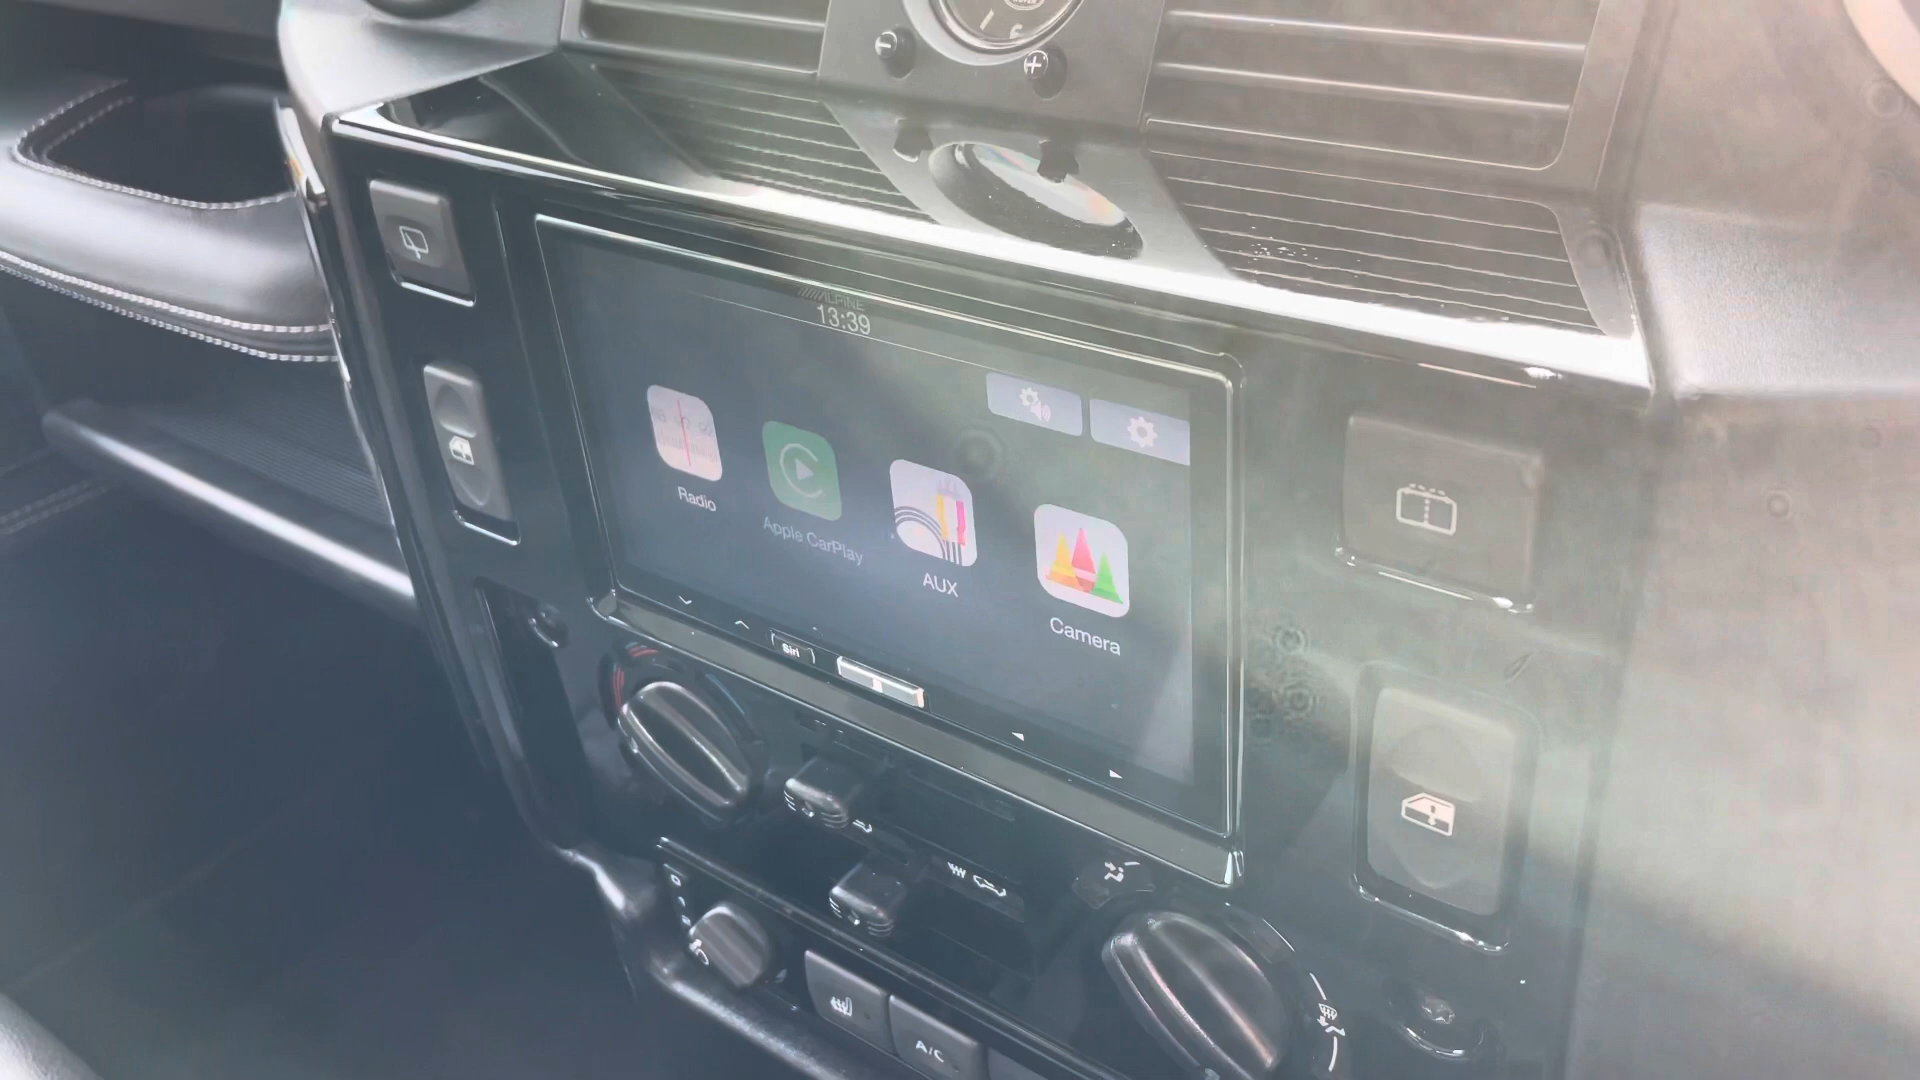 ALPINE
13:39
Radio
Apple CarPlay
AUX
Camera
Siri
A/C